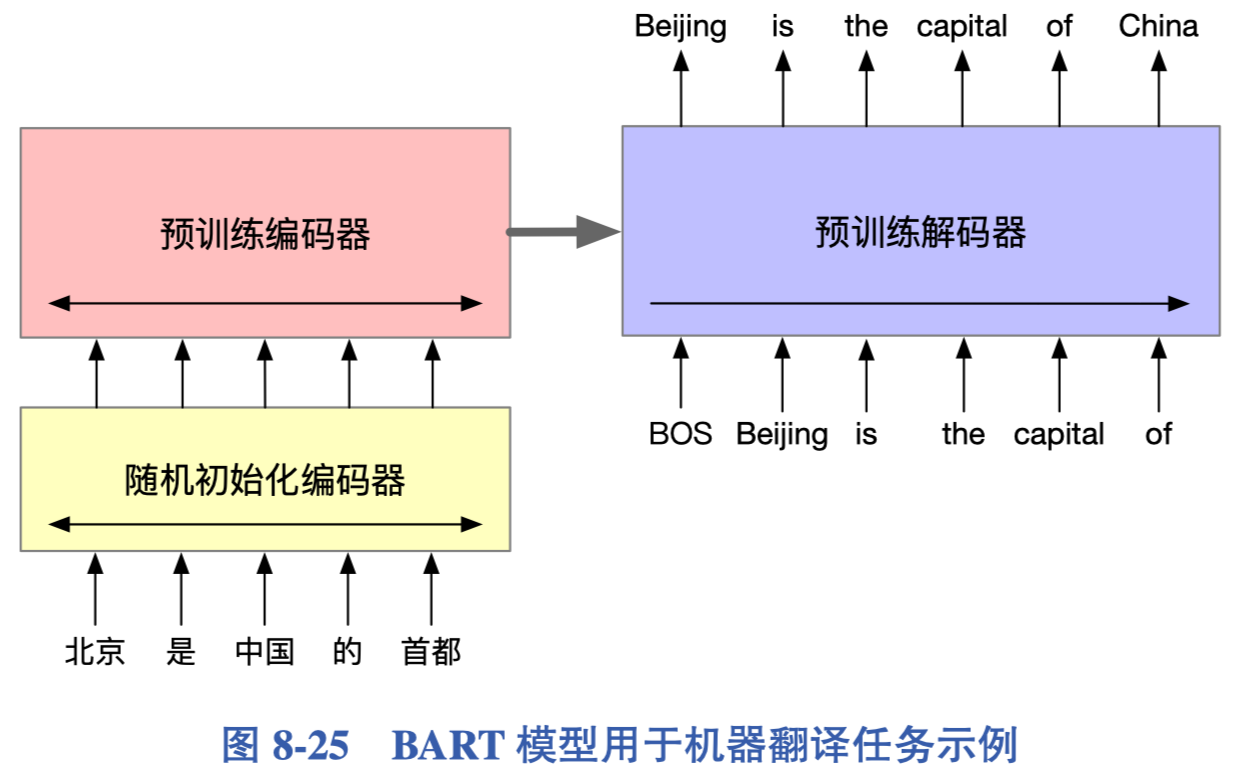 Beijing is the capital of China
预训练编码器
预训练解码器
BOS Beijing is the capital of
随机初始化编码器
北京 是 中国 的 首都
图 8-25 BART 模型用于机器翻译任务示例